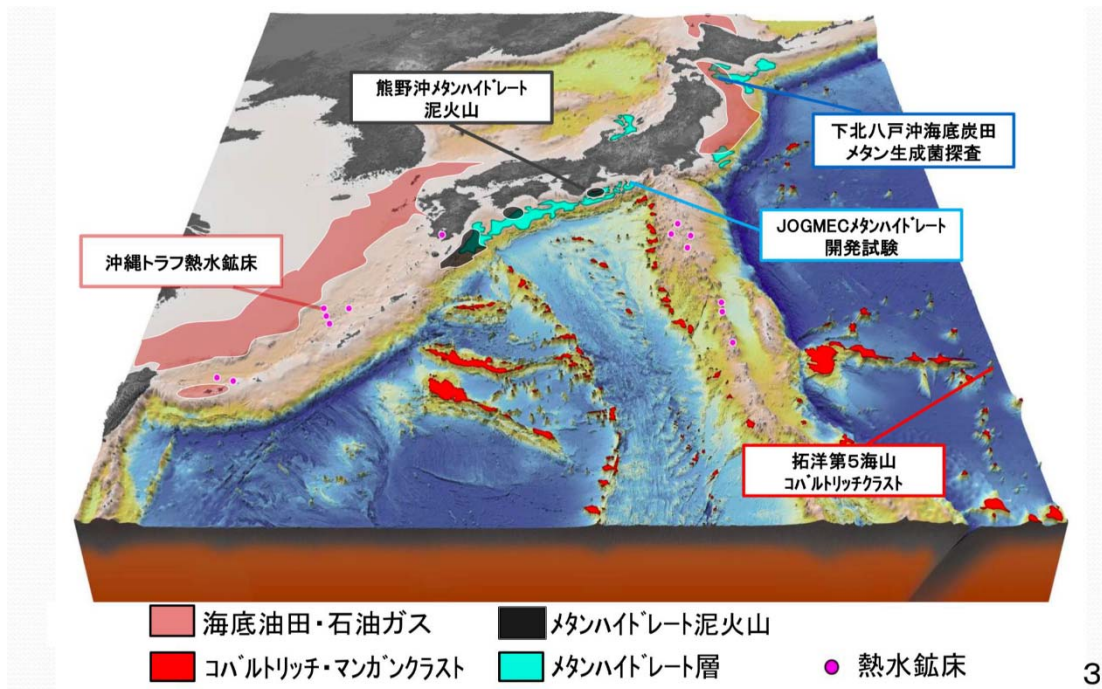 熊野沖メタンハイドレート
泥火山
下北八戸沖海底炭田
メタン生成菌探査
JOGMECメタンハイドレート
開発試験
沖縄トラフ熱水鉱床
拓洋第5海山
コバルトリッチクラスト
海底油田・石油ガス
メタンハイドレート泥火山
コバルトリッチ・マンガンクラスト
メタンハイドレート層
熱水鉱床
3